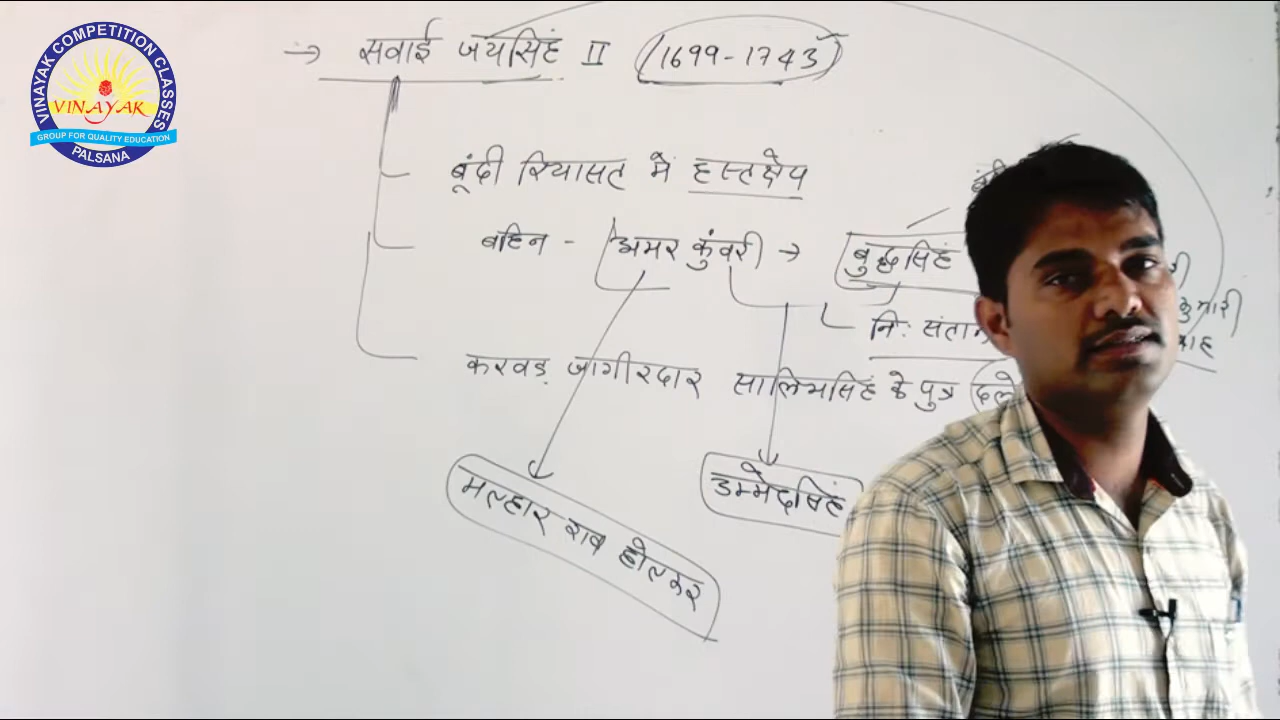 VINAYAK COMPETITION CLASSES
VINAYAK
GROUP FOR QUALITY EDUCATION
PALSANA
→ सवाई जयसिंह II (1699-1743)
बूंदी रियासत में हस्तक्षेप
बहिन - अमर कुंवरी → बुद्धसिंह
नि: संतान
कुमारी
करवड़ जागीरदार सालिमसिंह के पुत्र दले
मल्हार राव होल्कर
उम्मेदसिंह